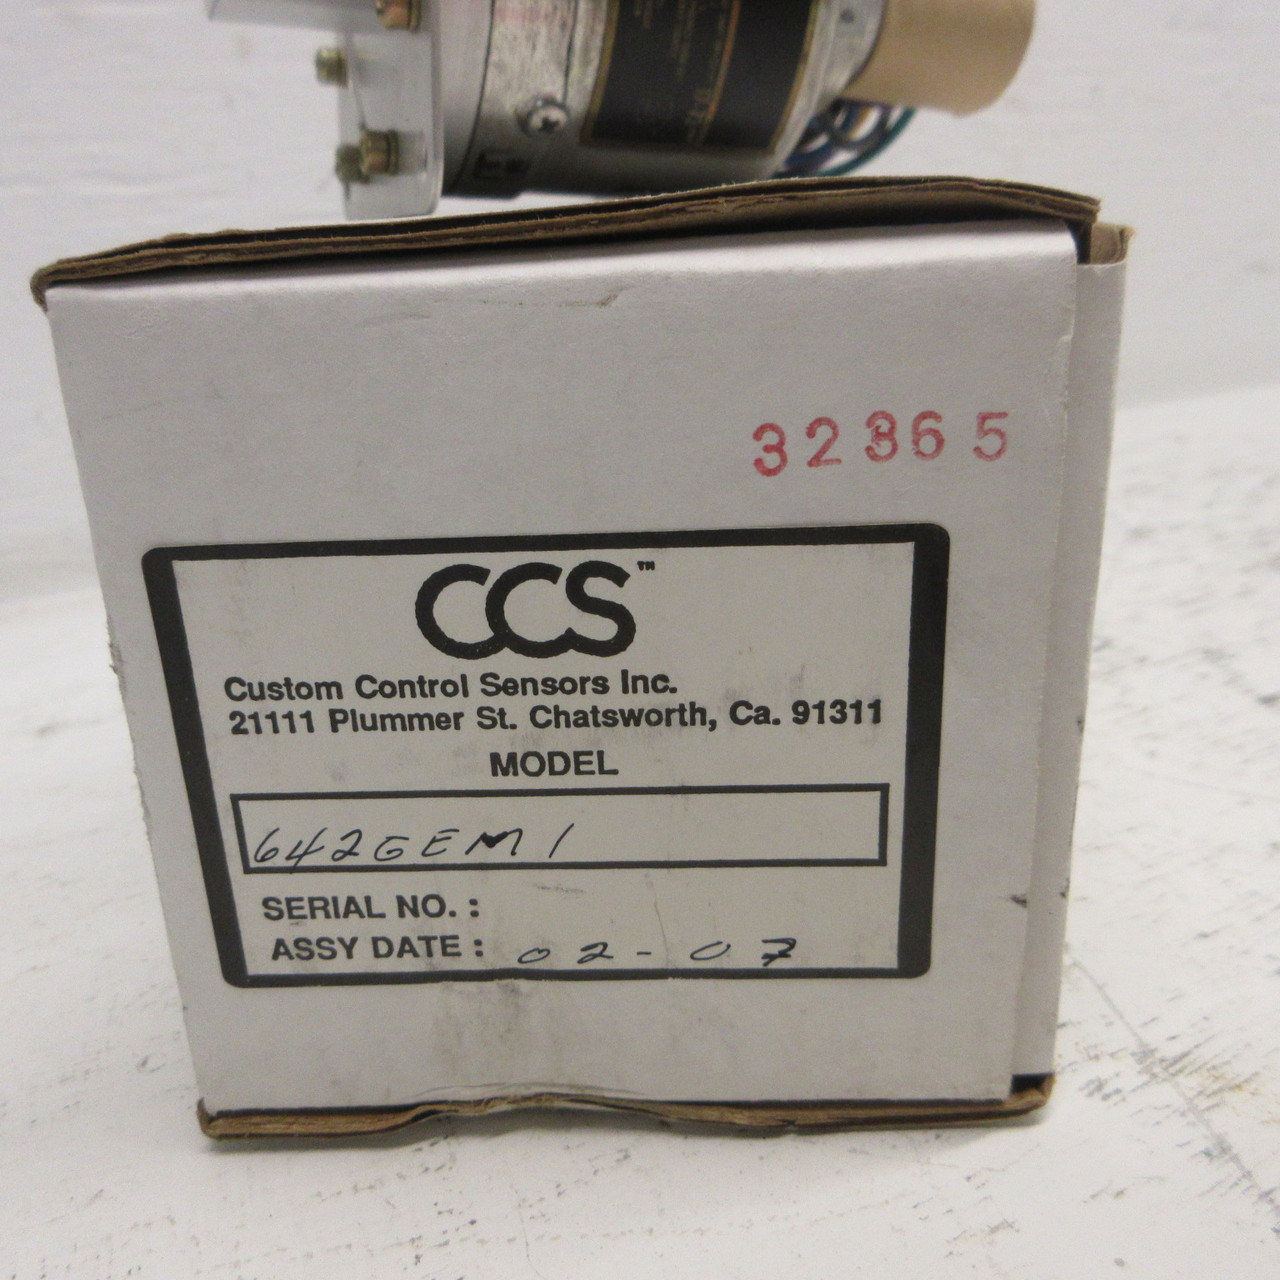 32365
CCS™
Custom Control Sensors Inc.
21111 Plummer St. Chatsworth, Ca. 91311
MODEL
642GEM1
SERIAL NO. :
ASSY DATE : 02-07